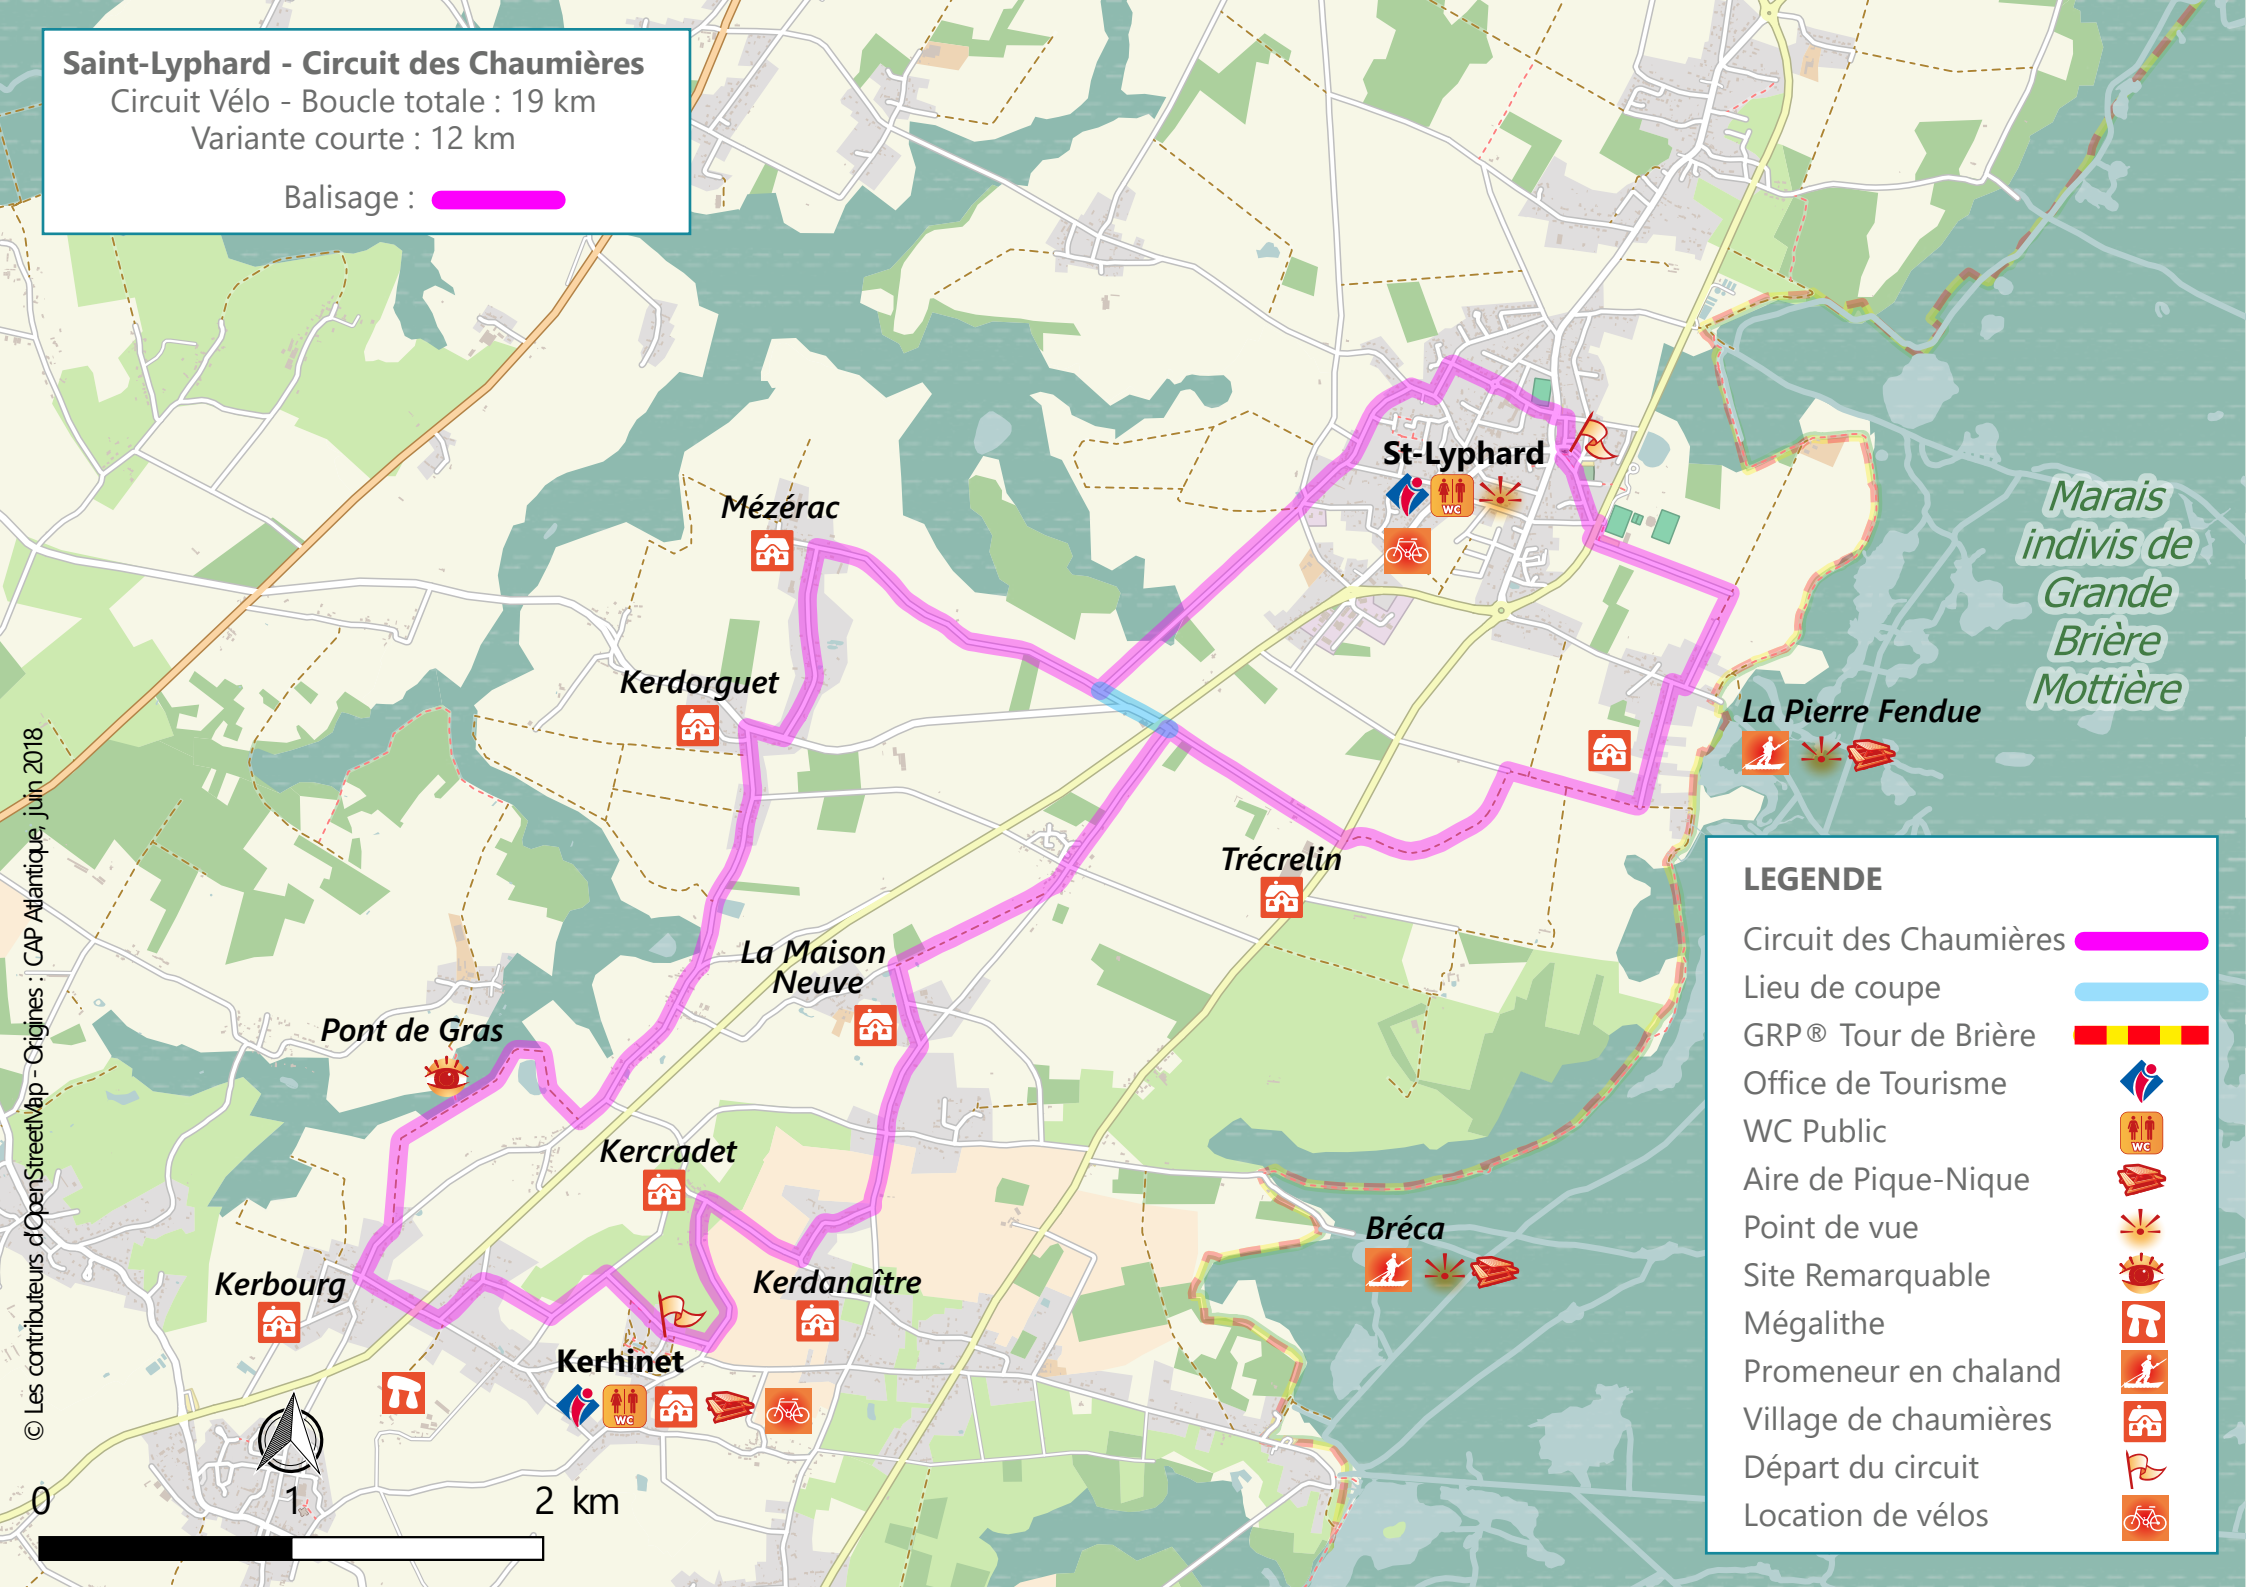 Saint-Lyphard - Circuit des Chaumières
Circuit Vélo - Boucle totale : 19 km
Variante courte : 12 km
Balisage :
St-Lyphard
WC
Mézérac
Marais
indivis de
Grande
Brière
Mottière
Kerdorguet
La Pierre Fendue
Trécrelin
La Maison
Neuve
Pont de Gras
Kercradet
Bréca
Kerbourg
Kerdanaître
Kerhinet
WC
© Les contributeurs d'OpenStreetMap - Origines : CAP Atlantique, juin 2018
0 1 2 km
LEGENDE
Circuit des Chaumières
Lieu de coupe
GRP® Tour de Brière
Office de Tourisme
WC Public
WC
Aire de Pique-Nique
Point de vue
Site Remarquable
Mégalithe
Promeneur en chaland
Village de chaumières
Départ du circuit
Location de vélos